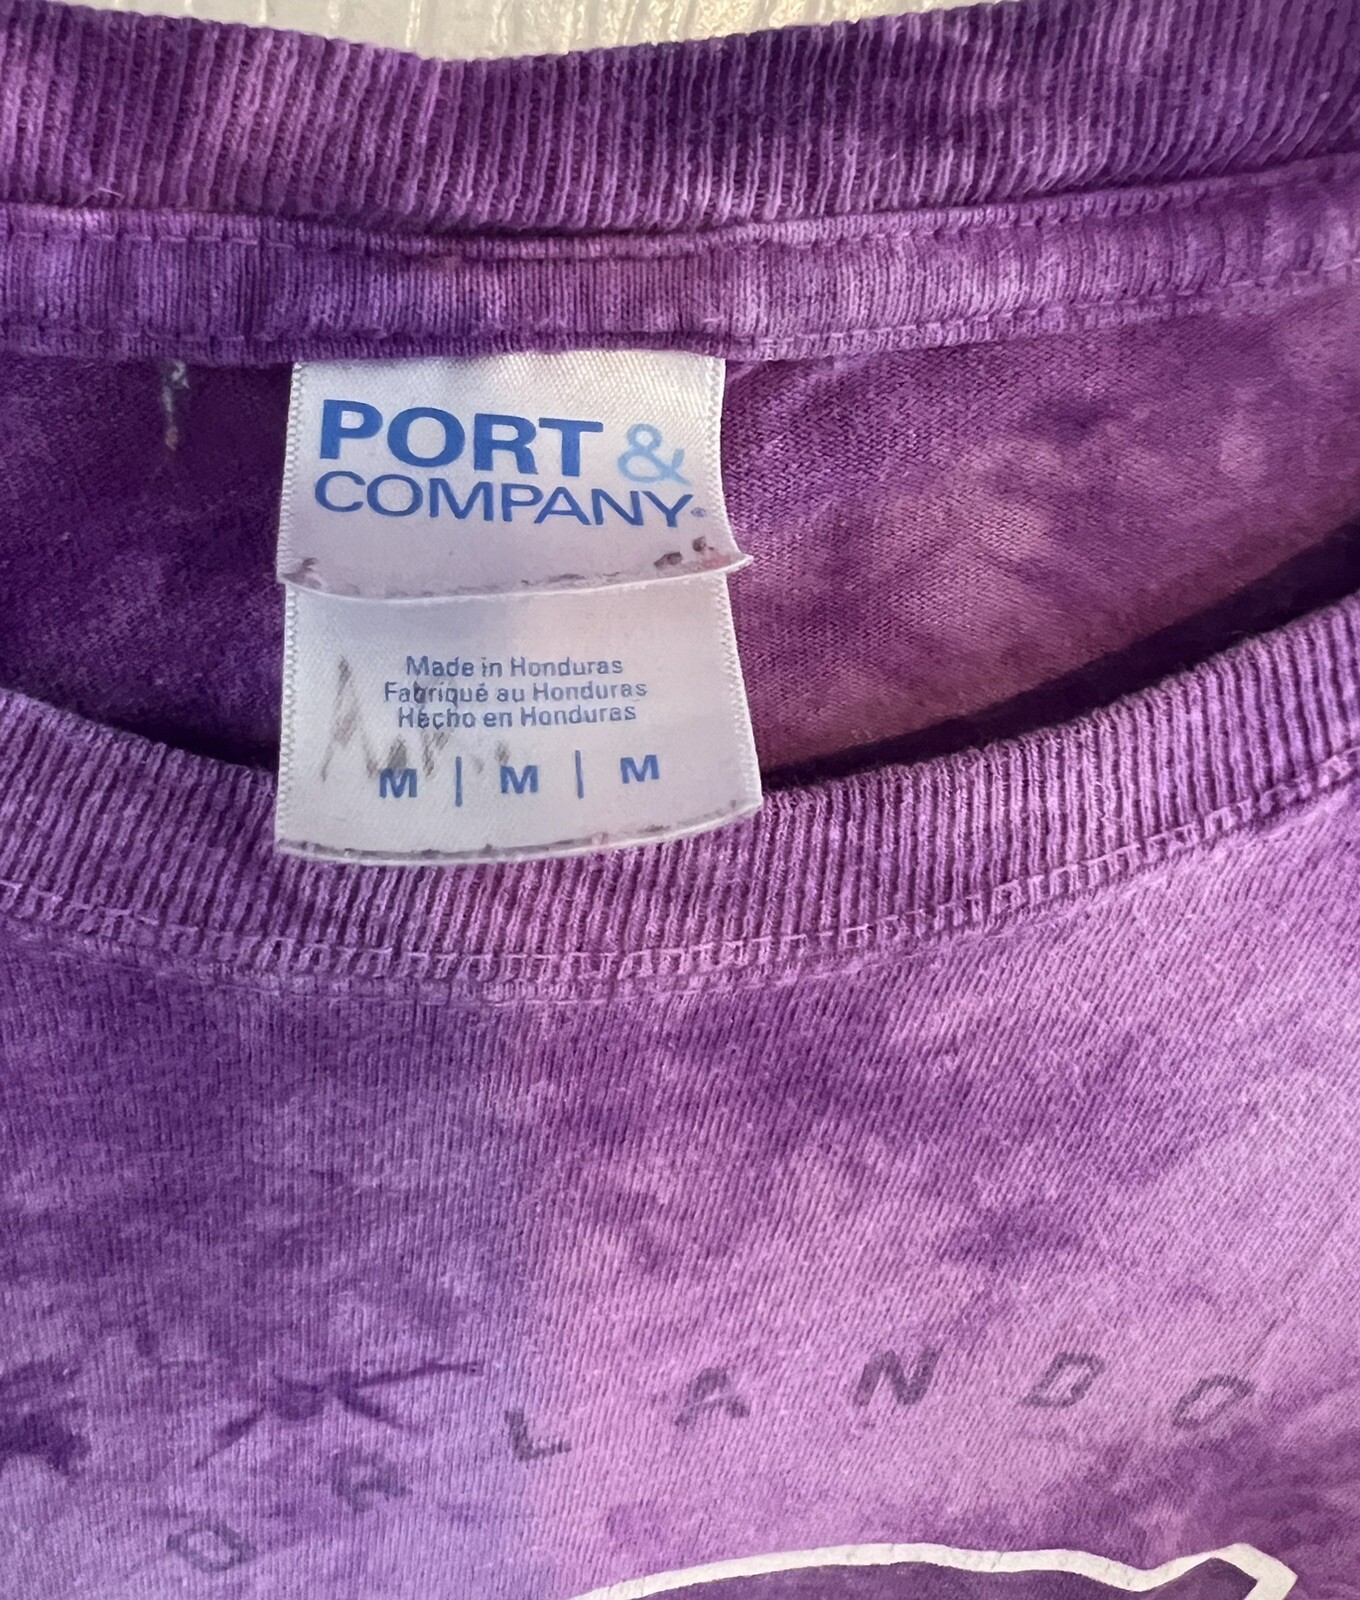 PORT &
COMPANY
Made in Honduras
Fabriqué au Honduras
Hecho en Honduras
M | M | M
ORLANDO